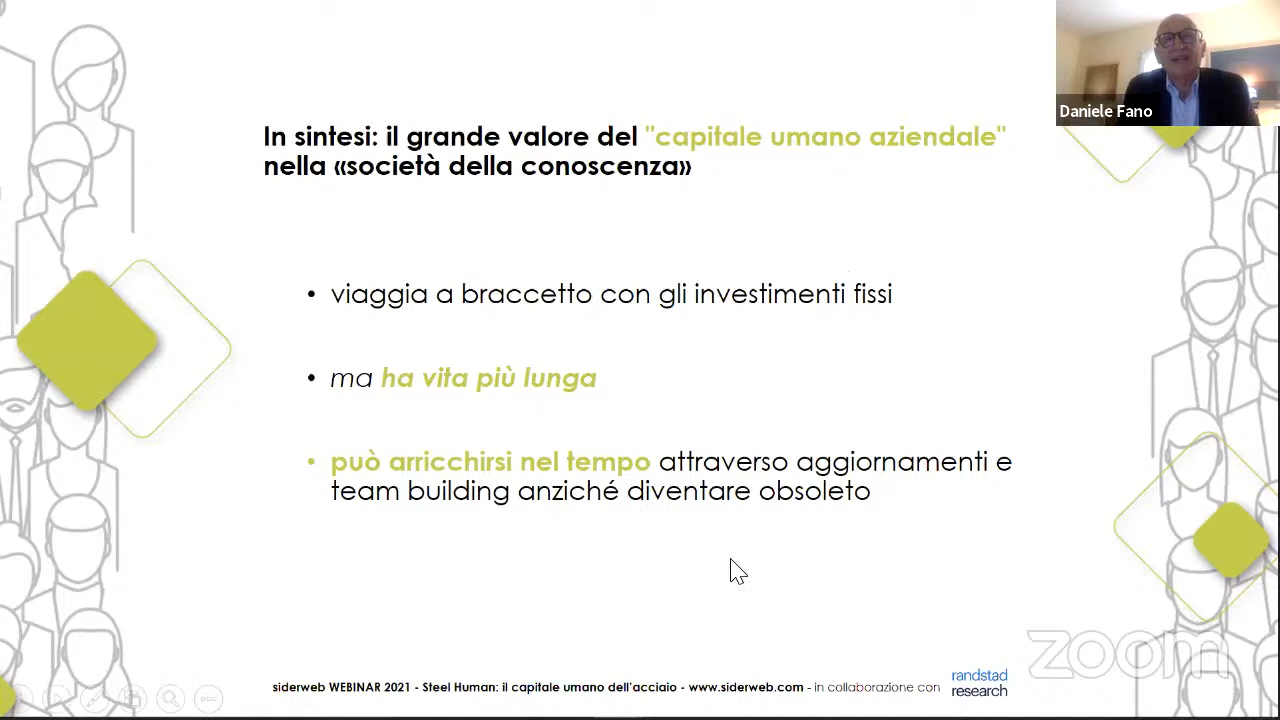 Daniele Fano
In sintesi: il grande valore del "capitale umano aziendale"
nella «società della conoscenza»
• viaggia a braccetto con gli investimenti fissi
• ma ha vita più lunga
• può arricchirsi nel tempo attraverso aggiornamenti e
team building anziché diventare obsoleto
zoom
siderweb WEBINAR 2021 - Steel Human: il capitale umano dell'acciaio - www.siderweb.com - in collaborazione con
randstad
research